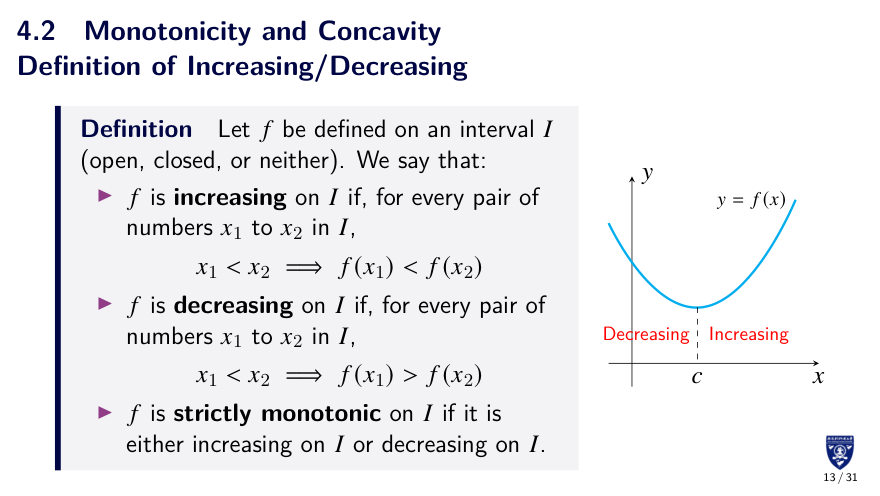 4.2 Monotonicity and Concavity
Definition of Increasing/Decreasing
Definition Let f be defined on an interval I
(open, closed, or neither). We say that:
▶ f is increasing on I if, for every pair of
numbers x₁ to x₂ in I,
x₁ < x₂ ⟹ f(x₁) < f(x₂)
▶ f is decreasing on I if, for every pair of
numbers x₁ to x₂ in I,
x₁ < x₂ ⟹ f(x₁) > f(x₂)
▶ f is strictly monotonic on I if it is
either increasing on I or decreasing on I.
y
y = f(x)
Decreasing
Increasing
c
x
13 / 31